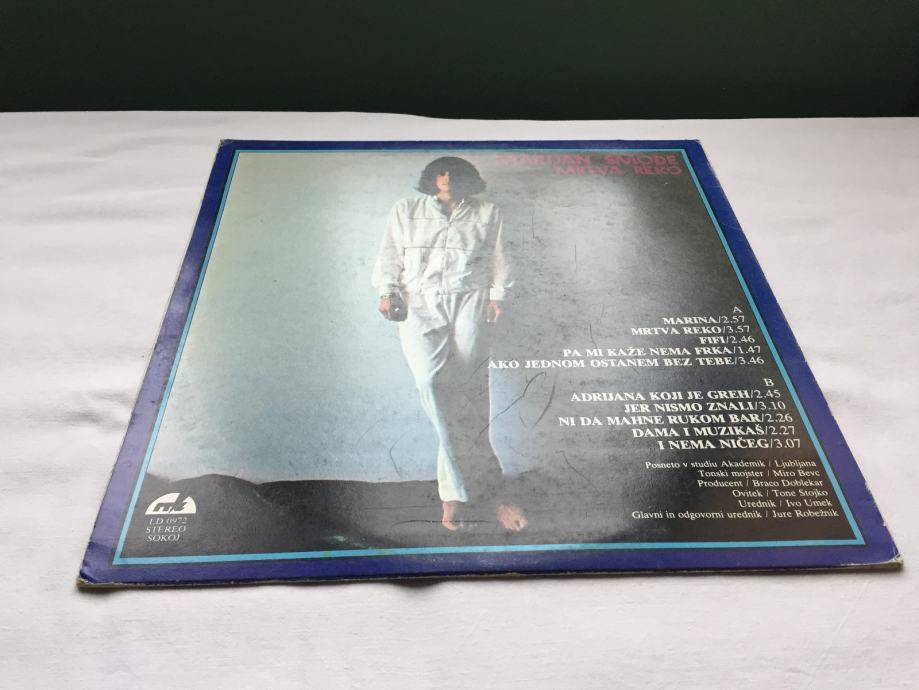 MARIJAN SMODE
MRTVA REKO
A
MARINA/2.57
MRTVA REKO/3.57
FIFI/2.46
PA MI KAŽE NEMA FRKA/1.47
AKO JEDNOM OSTANEM BEZ TEBE/3.46
B
ADRIJANA KOJI JE GREH/2.45
JER NISMO ZNALI/3.10
NI DA MAHNE RUKOM BAR/2.26
DAMA I MUZIKAŠ/2.27
I NEMA NIČEG/3.07
Posneto v studiu Akademik / Ljubljana
Tonski mojster / Miro Bevc
Producent / Braco Doblekar
Ovitek / Tone Stojko
Urednik / Ivo Umek
Glavni in odgovorni urednik / Jure Robežnik
LD 0972
STEREO
SOKOJ